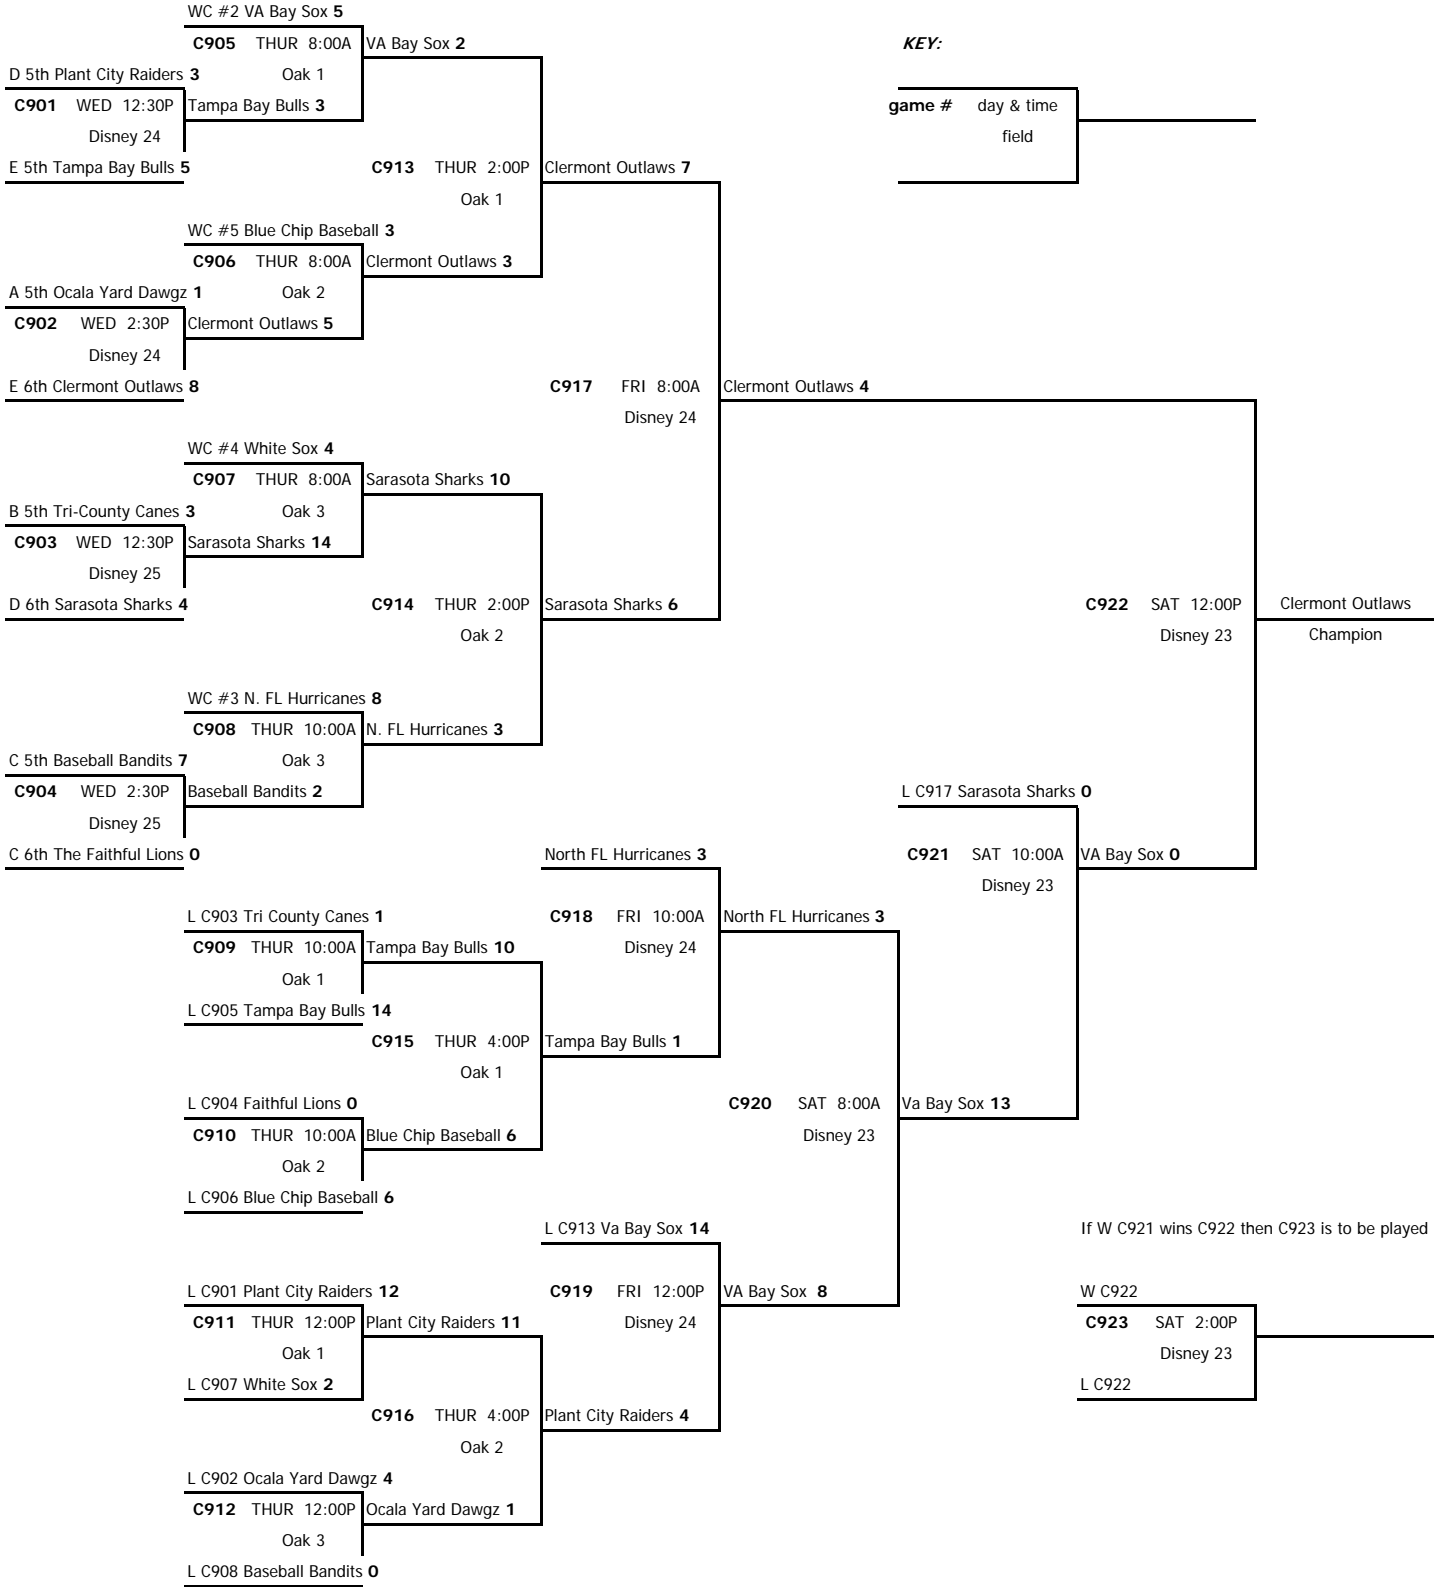 WC #2 VA Bay Sox 5
C905 THUR 8:00A VA Bay Sox 2
KEY:
D 5th Plant City Raiders 3 Oak 1
C901 WED 12:30P Tampa Bay Bulls 3
game # day & time
Disney 24
field
E 5th Tampa Bay Bulls 5
C913 THUR 2:00P Clermont Outlaws 7
Oak 1
WC #5 Blue Chip Baseball 3
C906 THUR 8:00A Clermont Outlaws 3
A 5th Ocala Yard Dawgz 1 Oak 2
C902 WED 2:30P Clermont Outlaws 5
Disney 24
E 6th Clermont Outlaws 8
C917 FRI 8:00A Clermont Outlaws 4
Disney 24
WC #4 White Sox 4
C907 THUR 8:00A Sarasota Sharks 10
B 5th Tri-County Canes 3 Oak 3
C903 WED 12:30P Sarasota Sharks 14
Disney 25
D 6th Sarasota Sharks 4
C914 THUR 2:00P Sarasota Sharks 6
C922 SAT 12:00P Clermont Outlaws
Oak 2
Disney 23 Champion
WC #3 N. FL Hurricanes 8
C908 THUR 10:00A N. FL Hurricanes 3
C 5th Baseball Bandits 7 Oak 3
C904 WED 2:30P Baseball Bandits 2
L C917 Sarasota Sharks 0
Disney 25
C 6th The Faithful Lions 0
North FL Hurricanes 3
C921 SAT 10:00A VA Bay Sox 0
Disney 23
L C903 Tri County Canes 1
C918 FRI 10:00A North FL Hurricanes 3
C909 THUR 10:00A Tampa Bay Bulls 10
Disney 24
Oak 1
L C905 Tampa Bay Bulls 14
C915 THUR 4:00P Tampa Bay Bulls 1
Oak 1
L C904 Faithful Lions 0
C920 SAT 8:00A Va Bay Sox 13
C910 THUR 10:00A Blue Chip Baseball 6
Disney 23
Oak 2
L C906 Blue Chip Baseball 6
L C913 Va Bay Sox 14
If W C921 wins C922 then C923 is to be played
L C901 Plant City Raiders 12
C919 FRI 12:00P VA Bay Sox 8
W C922
C911 THUR 12:00P Plant City Raiders 11
Disney 24
C923 SAT 2:00P
Oak 1
Disney 23
L C907 White Sox 2
L C922
C916 THUR 4:00P Plant City Raiders 4
Oak 2
L C902 Ocala Yard Dawgz 4
C912 THUR 12:00P Ocala Yard Dawgz 1
Oak 3
L C908 Baseball Bandits 0